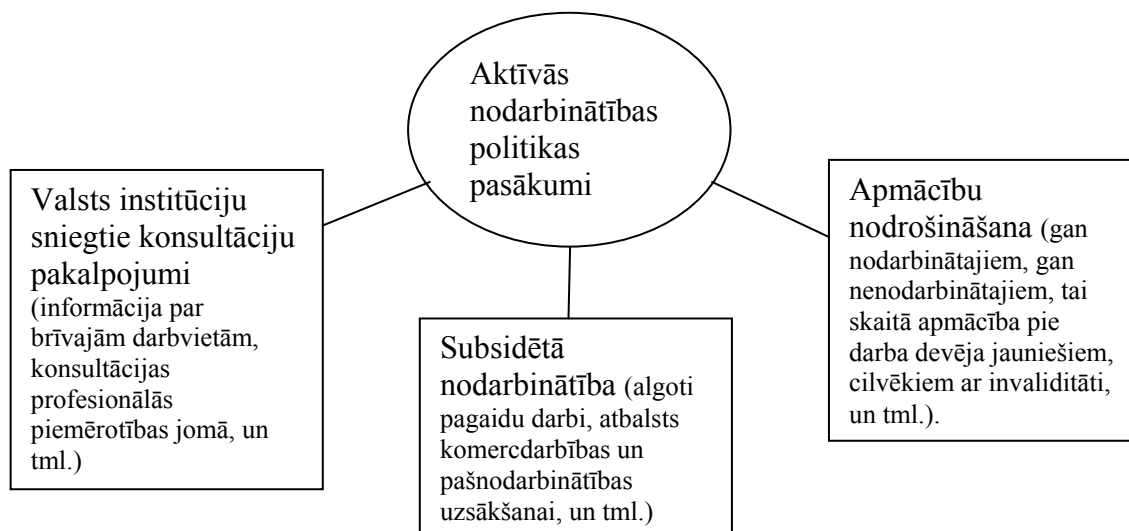 Aktīvās
nodarbinātības
politikas
pasākumi
Valsts institūciju
sniegtie konsultāciju
pakalpojumi
(informācija par
brīvajām darbvietām,
konsultācijas
profesionālās
piemērotības jomā, un
tml.)
Subsidētā
nodarbinātība (algoti
pagaidu darbi, atbalsts
komercdarbības un
pašnodarbinātības
uzsākšanai, un tml.)
Apmācību
nodrošināšana (gan
nodarbinātajiem, gan
nenodarbinātajiem, tai
skaitā apmācība pie
darba devēja jauniešiem,
cilvēkiem ar invaliditāti,
un tml.).